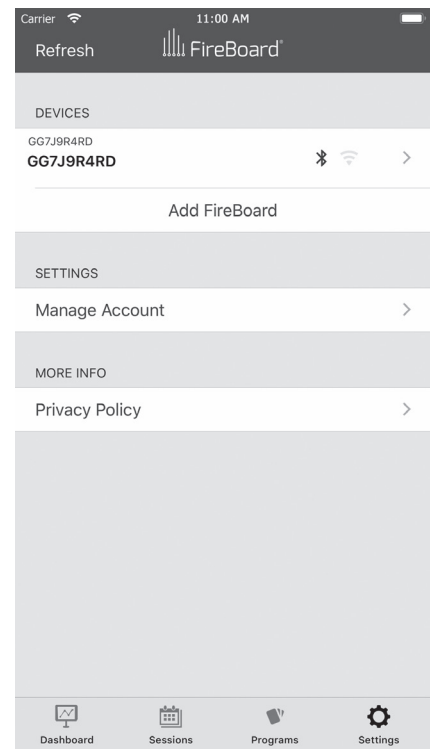 Carrier 11:00 AM
Refresh FireBoard®
DEVICES
GG7J9R4RD
GG7J9R4RD
Add FireBoard
SETTINGS
Manage Account
MORE INFO
Privacy Policy
Dashboard Sessions Programs Settings